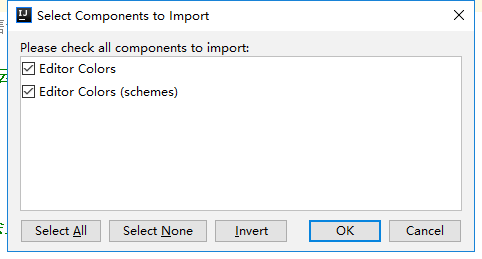 IJ
Select Components to Import
Please check all components to import:
Editor Colors
Editor Colors (schemes)
Select All
Select None
Invert
OK
Cancel